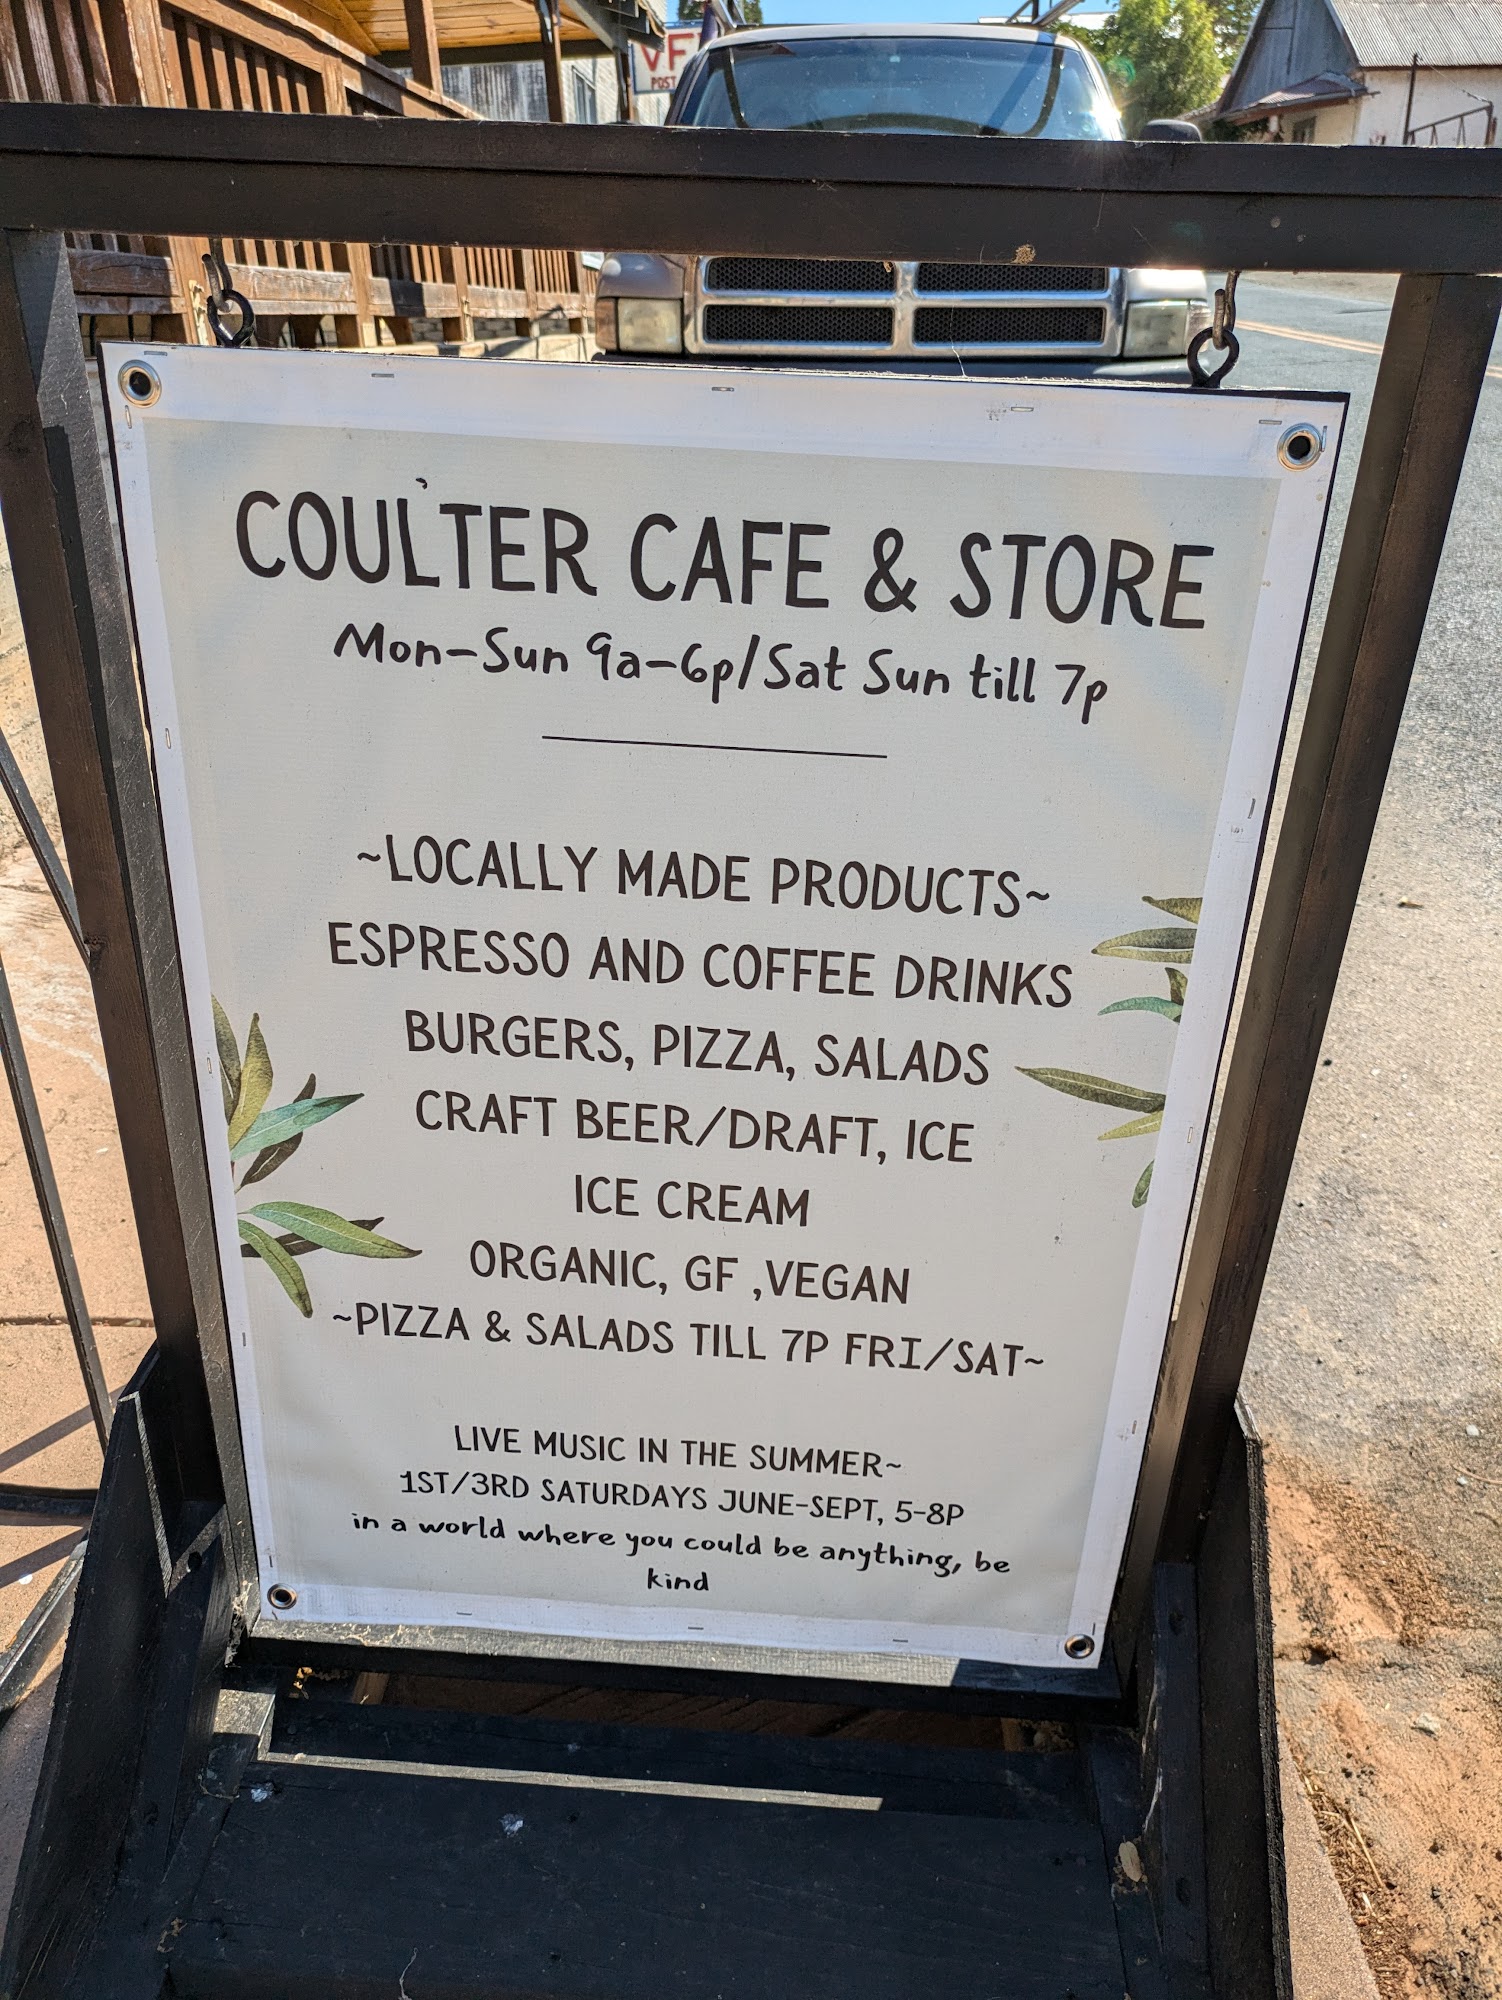 VF
POST
COULTER CAFE & STORE
Mon-Sun 9a-6p/Sat Sun till 7p
~LOCALLY MADE PRODUCTS~
ESPRESSO AND COFFEE DRINKS
BURGERS, PIZZA, SALADS
CRAFT BEER/DRAFT, ICE
ICE CREAM
ORGANIC, GF ,VEGAN
~PIZZA & SALADS TILL 7P FRI/SAT~
LIVE MUSIC IN THE SUMMER~
1ST/3RD SATURDAYS JUNE-SEPT, 5-8P
in a world where you could be anything, be
kind